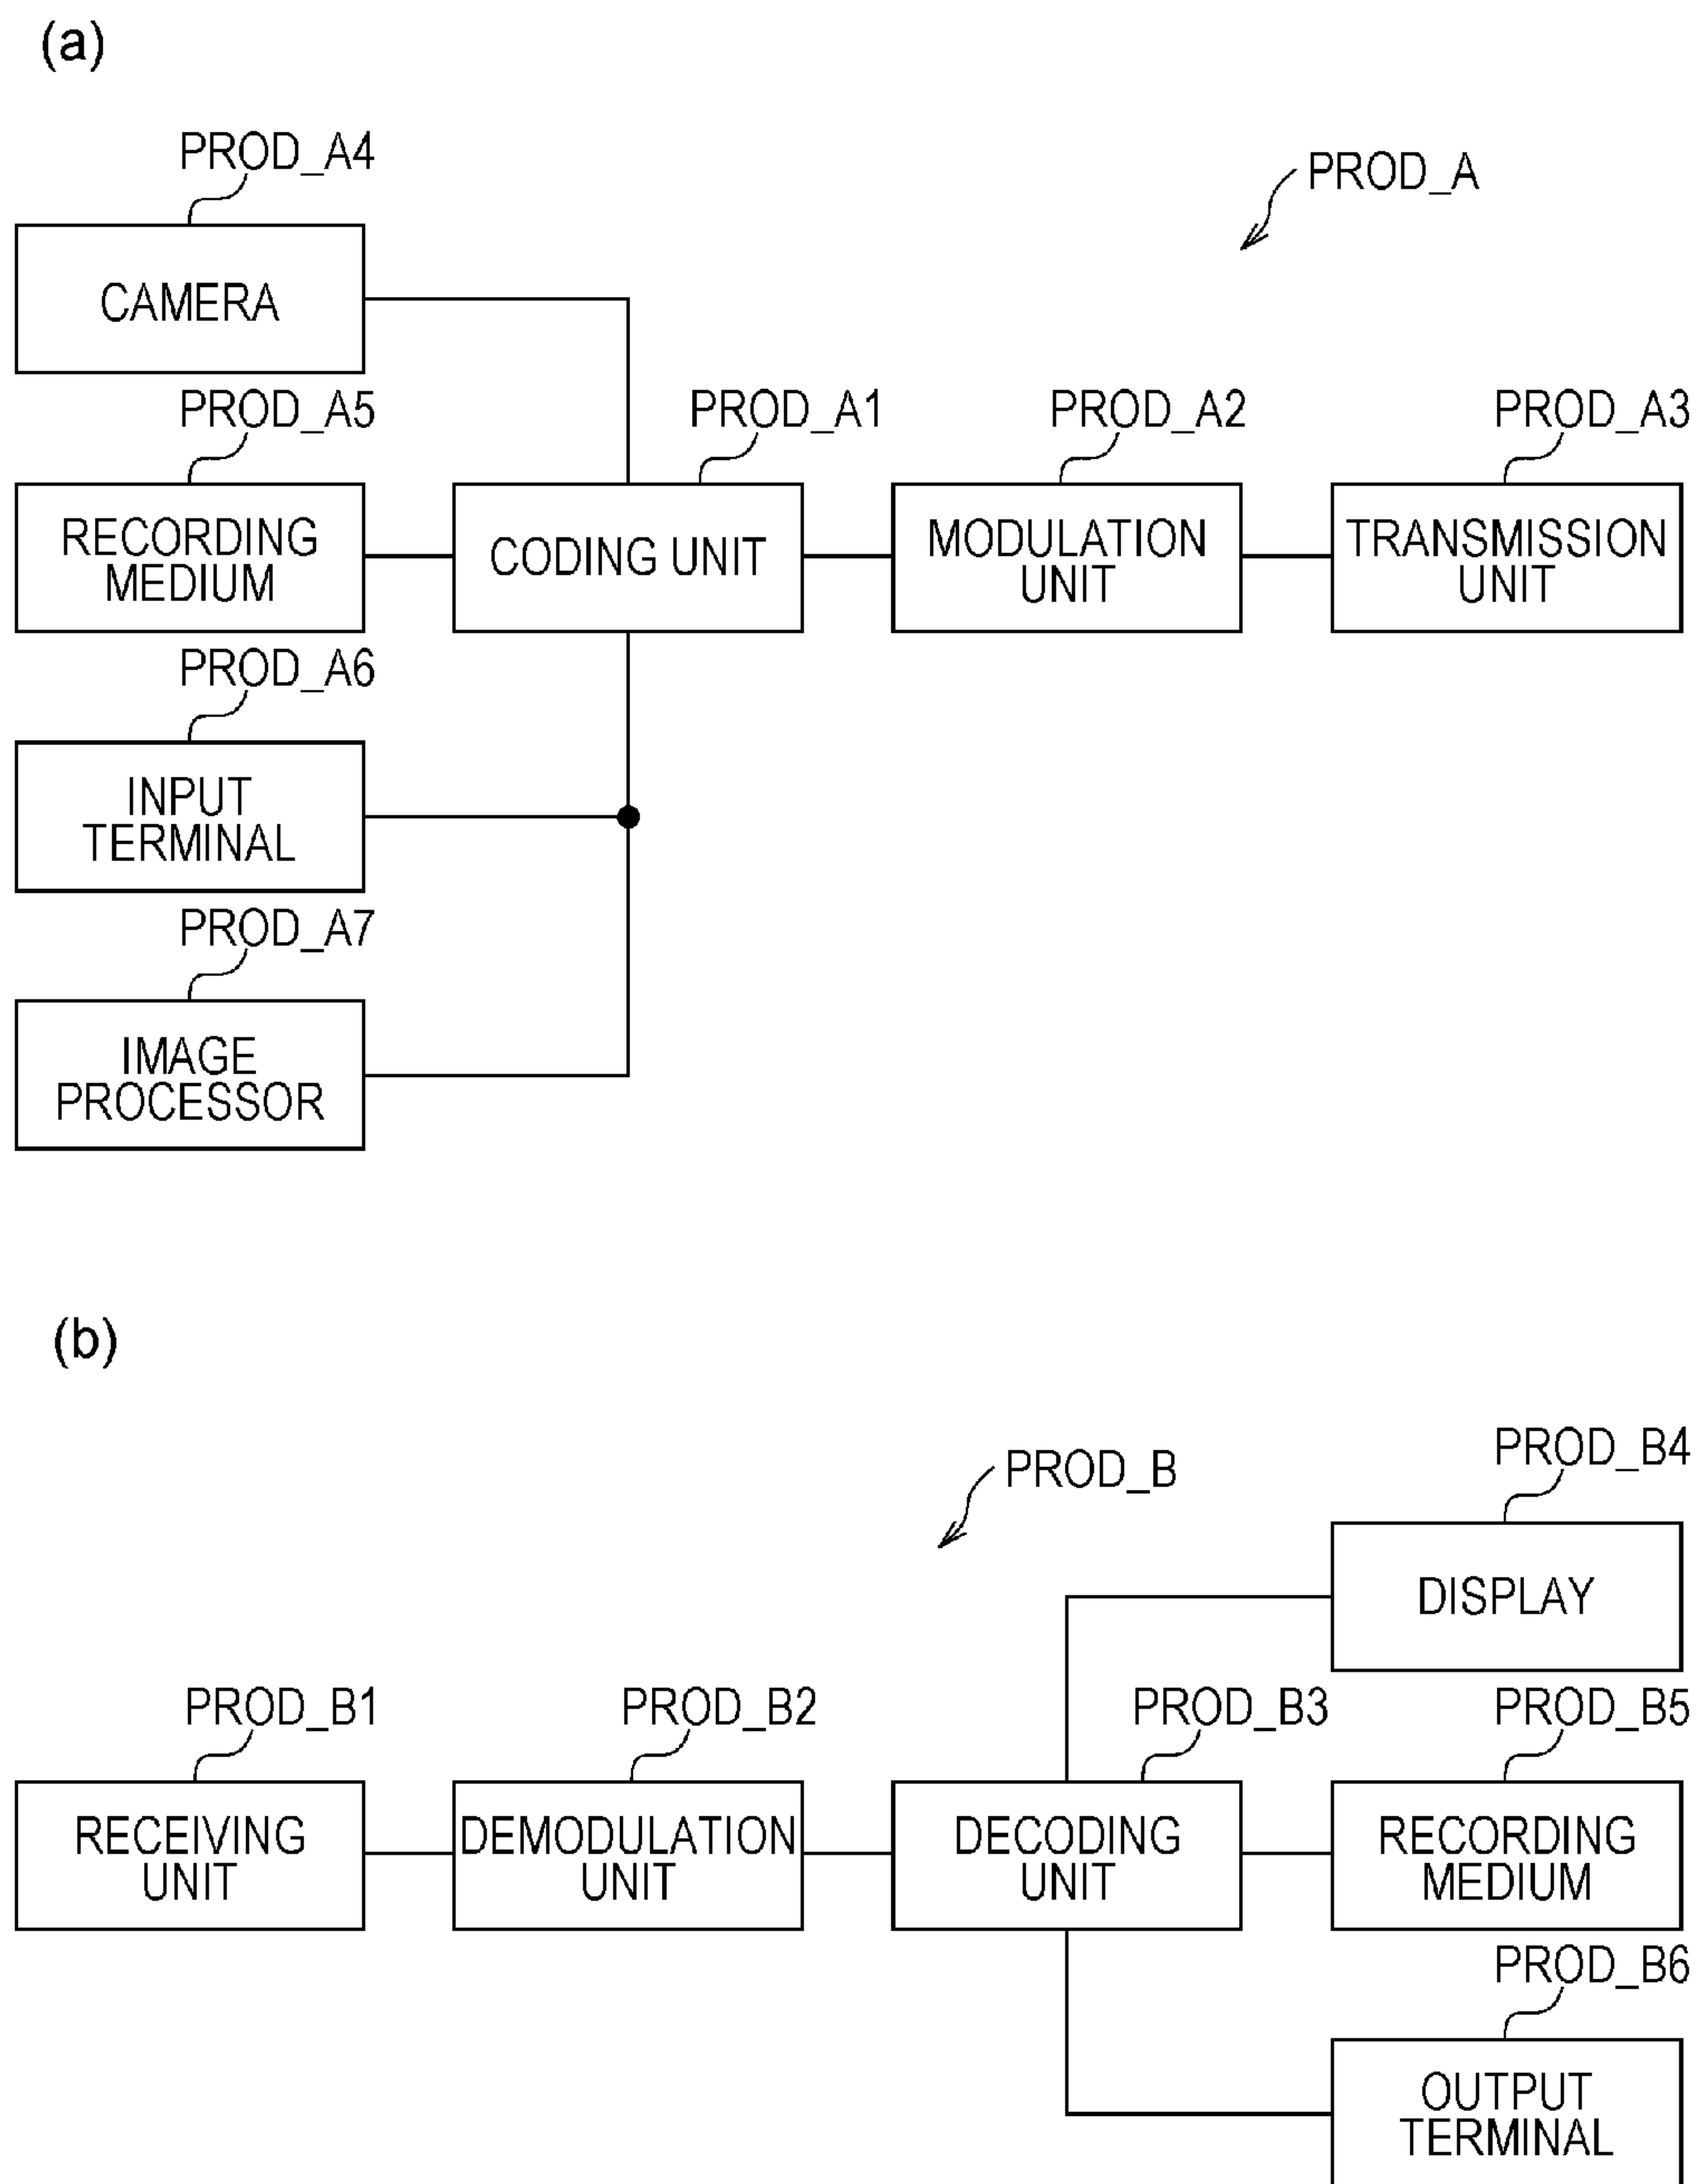 (a)
PROD_A4
PROD_A
CAMERA
PROD_A5
PROD_A1
PROD_A2
PROD_A3
RECORDING
MEDIUM
CODING UNIT
MODULATION
UNIT
TRANSMISSION
UNIT
PROD_A6
INPUT
TERMINAL
PROD_A7
IMAGE
PROCESSOR
(b)
PROD_B
PROD_B4
DISPLAY
PROD_B1
PROD_B2
PROD_B3
PROD_B5
RECEIVING
UNIT
DEMODULATION
UNIT
DECODING
UNIT
RECORDING
MEDIUM
PROD_B6
OUTPUT
TERMINAL